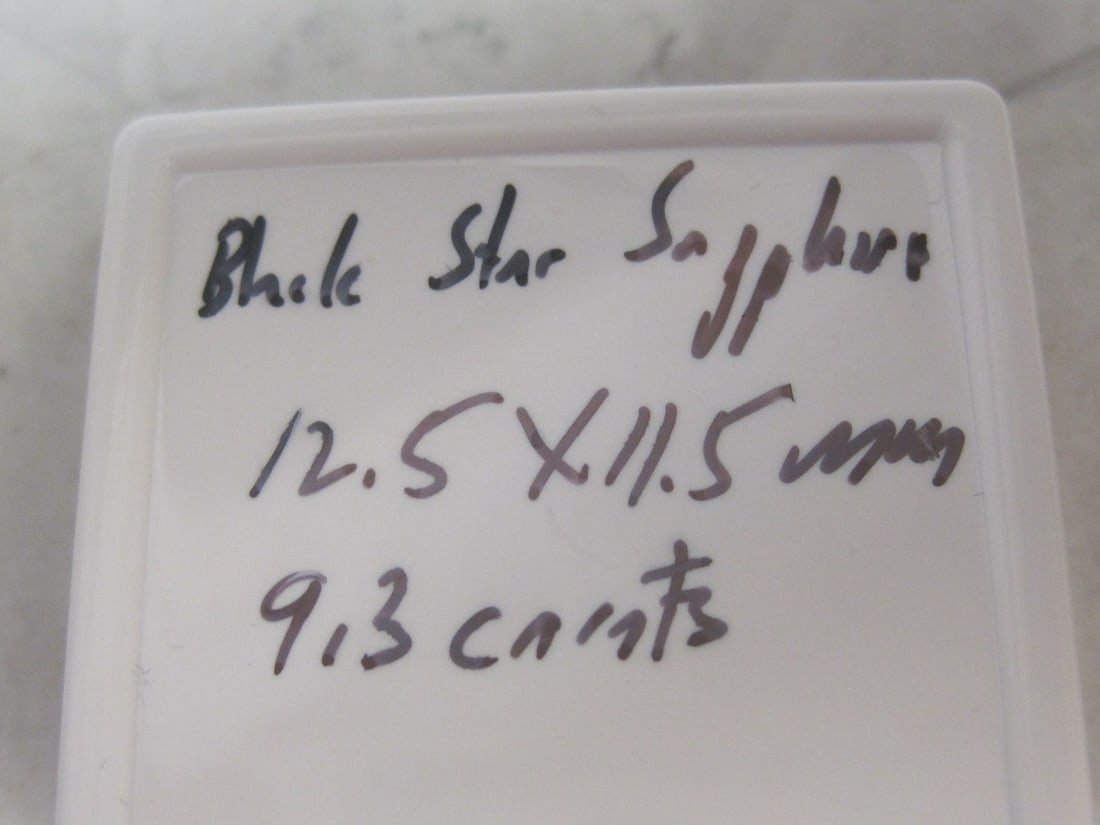 Black Star Sapphire
12.5 X 11.5 mm
9.3 carats